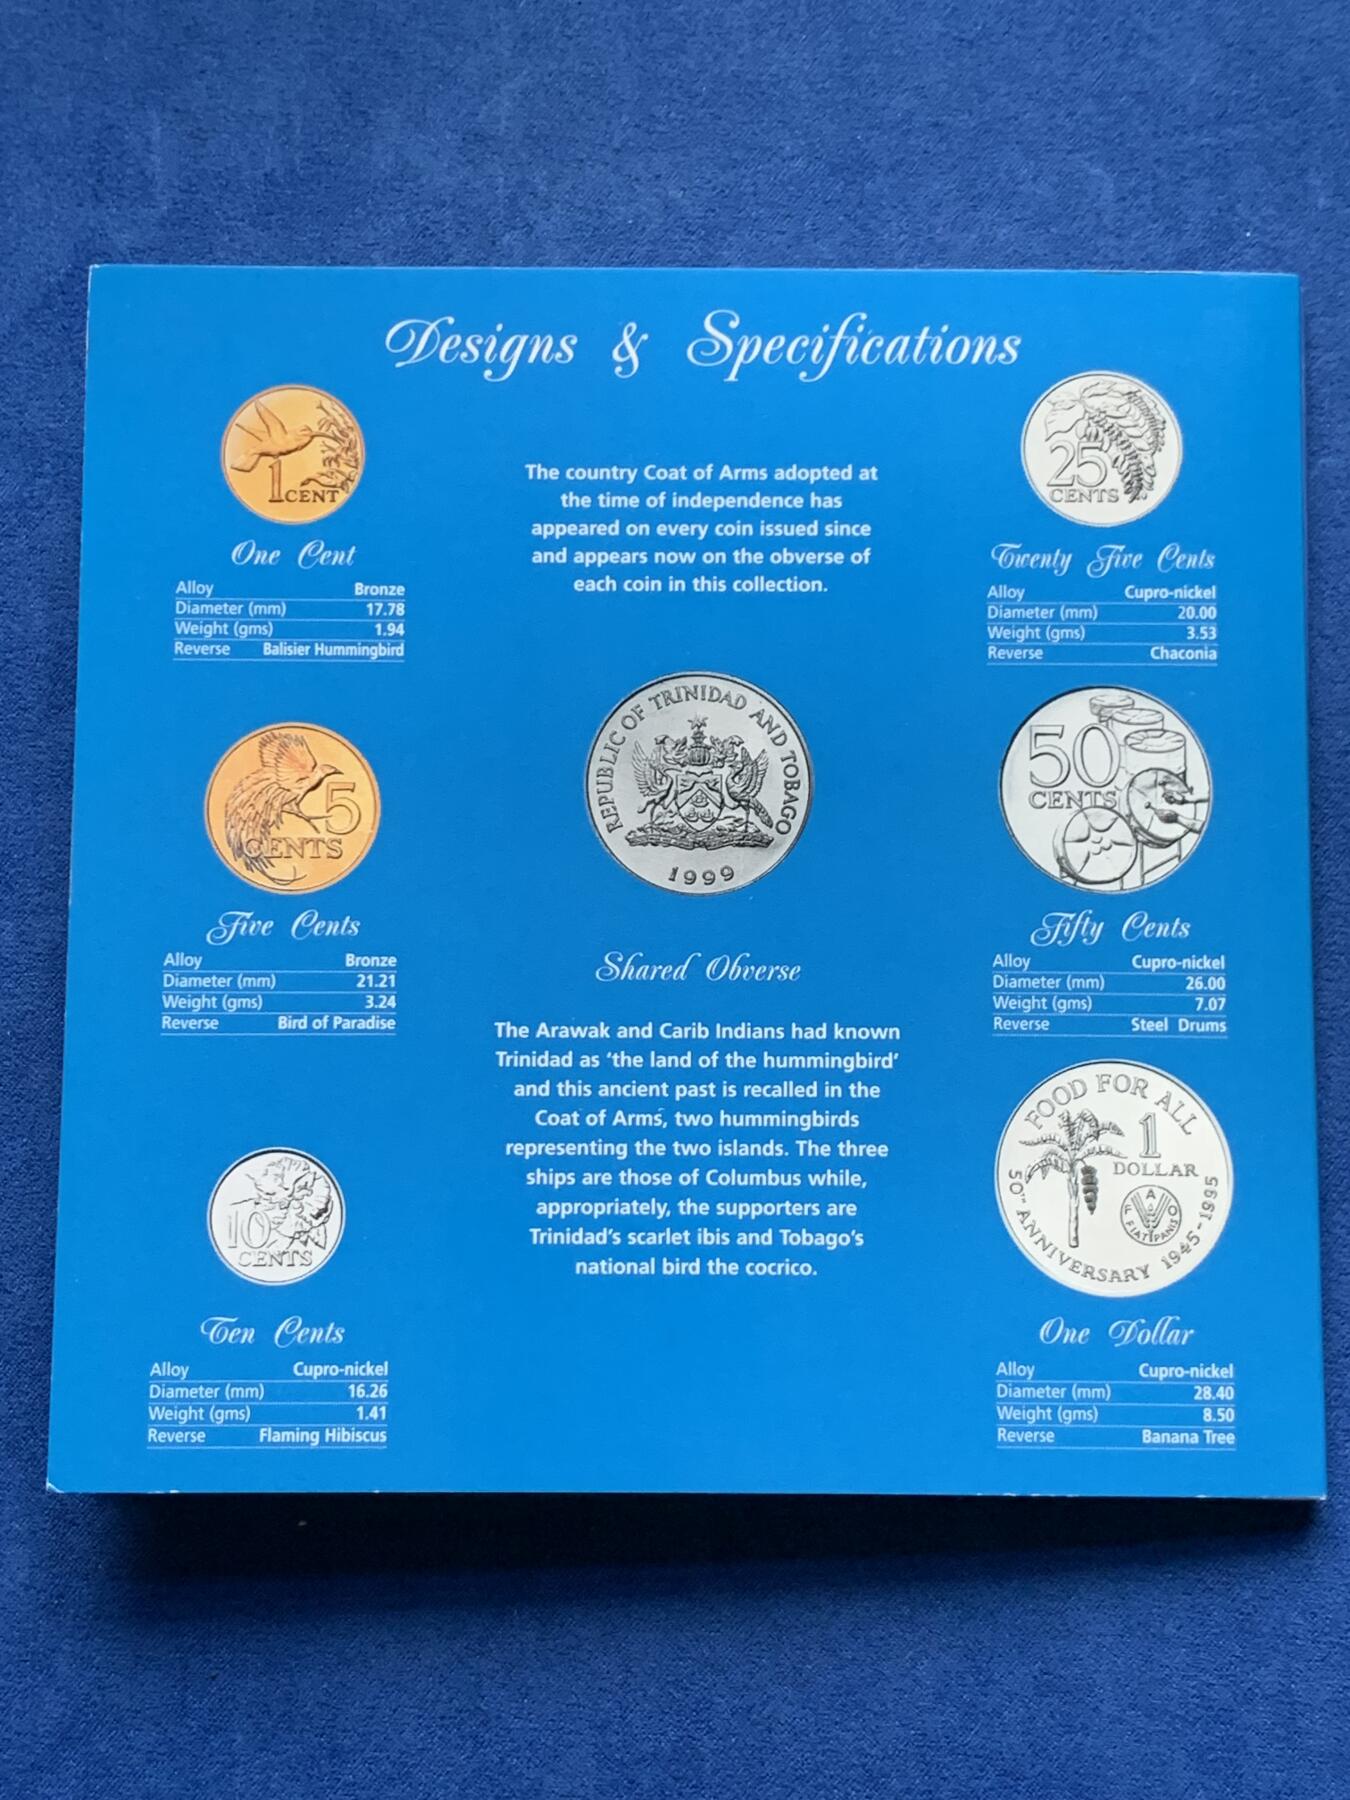 Designs & Specifications
1
CENT
One Cent
Alloy Bronze
Diameter (mm) 17.78
Weight (gms) 1.94
Reverse Balisier Hummingbird
5
CENTS
Five Cents
Alloy Bronze
Diameter (mm) 21.21
Weight (gms) 3.24
Reverse Bird of Paradise
10
CENTS
Ten Cents
Alloy Cupro-nickel
Diameter (mm) 16.26
Weight (gms) 1.41
Reverse Flaming Hibiscus
The country Coat of Arms adopted at
the time of independence has
appeared on every coin issued since
and appears now on the obverse of
each coin in this collection.
REPUBLIC OF TRINIDAD AND TOBAGO
1999
Shared Obverse
The Arawak and Carib Indians had known
Trinidad as ‘the land of the hummingbird’
and this ancient past is recalled in the
Coat of Arms, two hummingbirds
representing the two islands. The three
ships are those of Columbus while,
appropriately, the supporters are
Trinidad’s scarlet ibis and Tobago’s
national bird the cocrico.
25
CENTS
Twenty Five Cents
Alloy Cupro-nickel
Diameter (mm) 20.00
Weight (gms) 3.53
Reverse Chaconia
50
CENTS
Fifty Cents
Alloy Cupro-nickel
Diameter (mm) 26.00
Weight (gms) 7.07
Reverse Steel Drums
FOOD FOR ALL
1
DOLLAR
F A O
FIAT PANIS
50TH ANNIVERSARY 1945-1995
One Dollar
Alloy Cupro-nickel
Diameter (mm) 28.40
Weight (gms) 8.50
Reverse Banana Tree